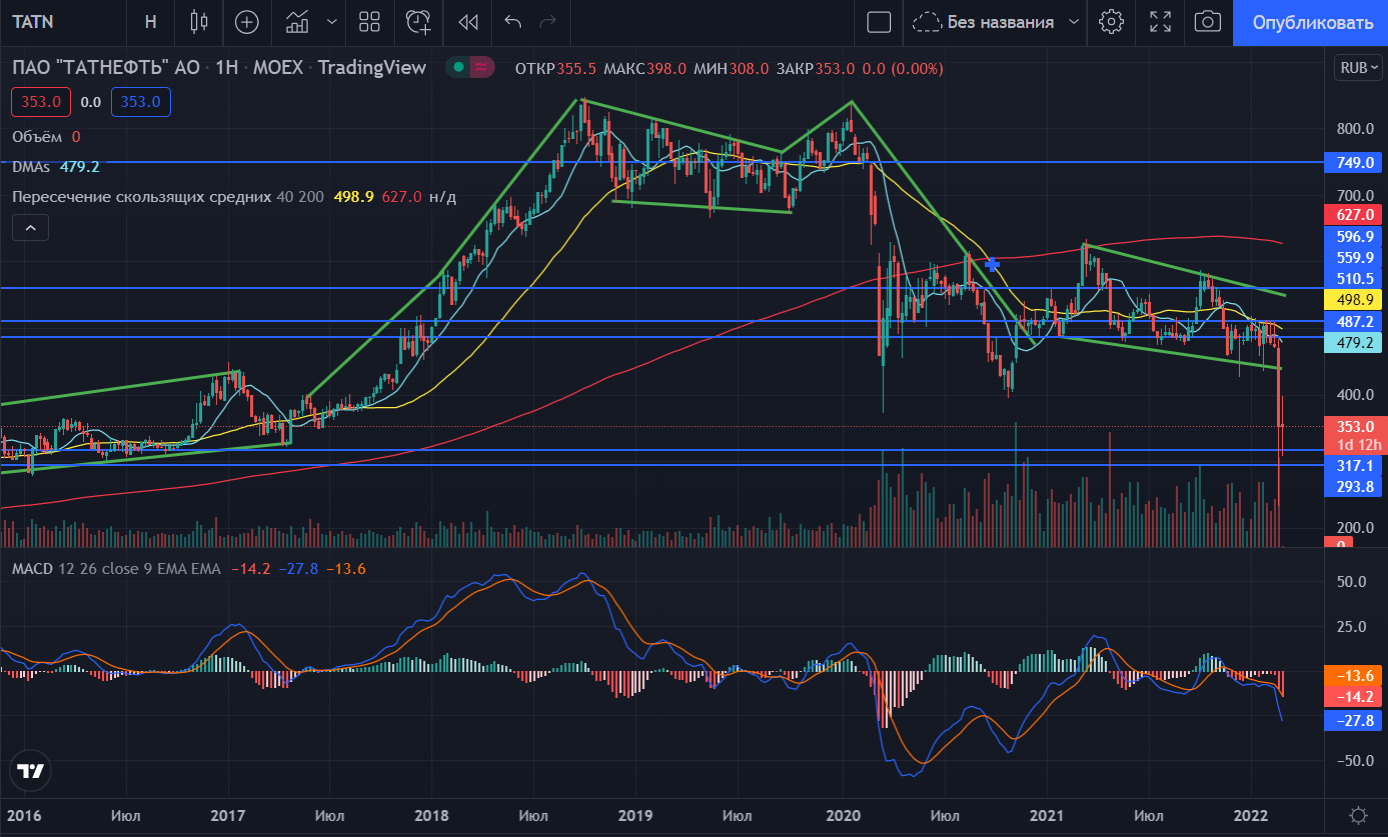 TATN Н Без названия Опубликовать
ПАО "ТАТНЕФТЬ" АО · 1Н · MOEX · TradingView ОТКР355.5 МАКС398.0 МИН308.0 ЗАКР353.0 0.0 (0.00%) RUB
353.0 0.0 353.0
Объём 0
DMAs 479.2
Пересечение скользящих средних 40 200 498.9 627.0 н/д
800.0
749.0
700.0
627.0
596.9
559.9
510.5
498.9
487.2
479.2
400.0
353.0
1d 12h
317.1
293.8
200.0
0
MACD 12 26 close 9 EMA EMA −14.2 −27.8 −13.6
50.0
25.0
−13.6
−14.2
−27.8
−50.0
2016 Июл 2017 Июл 2018 Июл 2019 Июл 2020 Июл 2021 Июл 2022